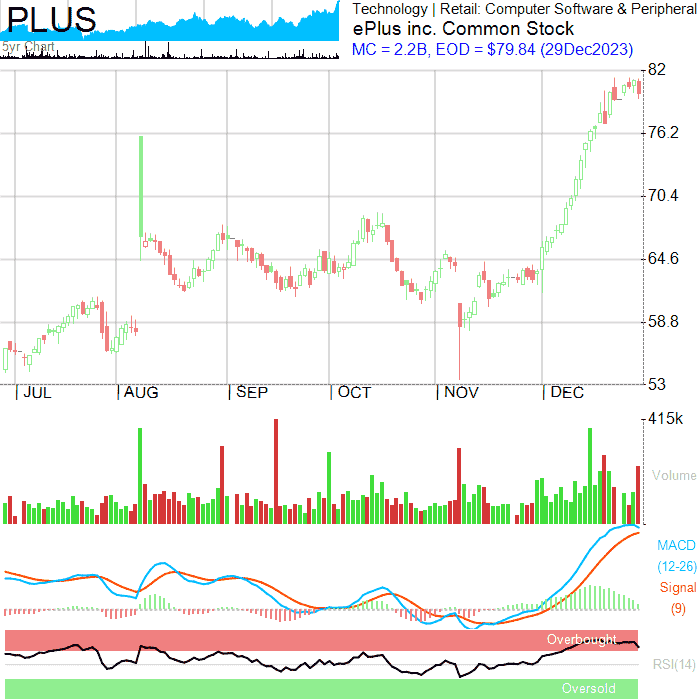 PLUS
5yr Chart
Technology | Retail: Computer Software & Peripheral
ePlus inc. Common Stock
MC = 2.2B, EOD = $79.84 (29Dec2023)
82
76.2
70.4
64.6
58.8
53
JUL
AUG
SEP
OCT
NOV
DEC
415k
Volume
MACD
(12-26)
Signal
(9)
Overbought
RSI(14)
Oversold